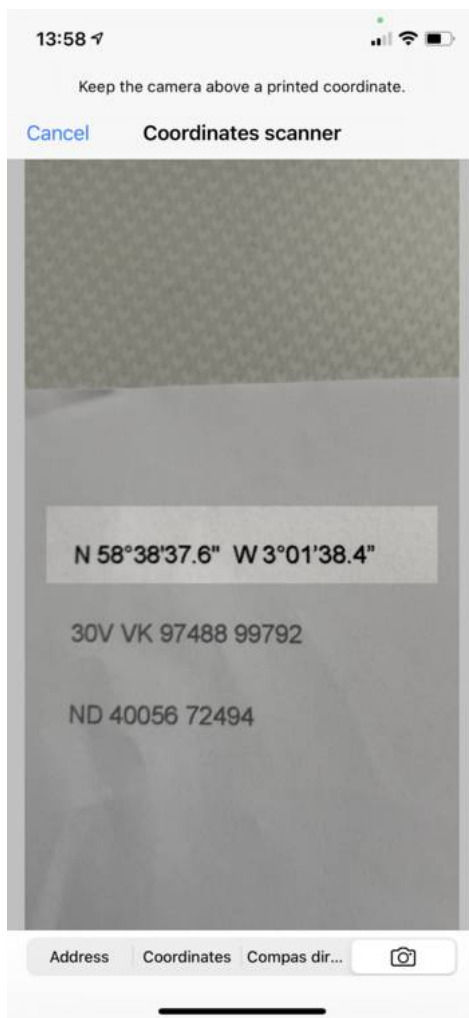 13:58
Keep the camera above a printed coordinate.
Cancel Coordinates scanner
N 58°38'37.6" W 3°01'38.4"
30V VK 97488 99792
ND 40056 72494
Address Coordinates Compas dir...